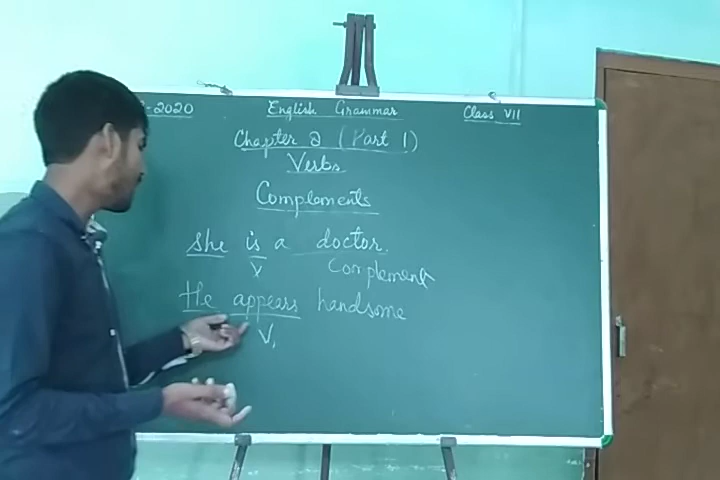 -2020 English Grammar Class VII
Chapter 2 (Part 1)
Verbs
Complements
she is a doctor.
V Complement
He appears handsome
V,